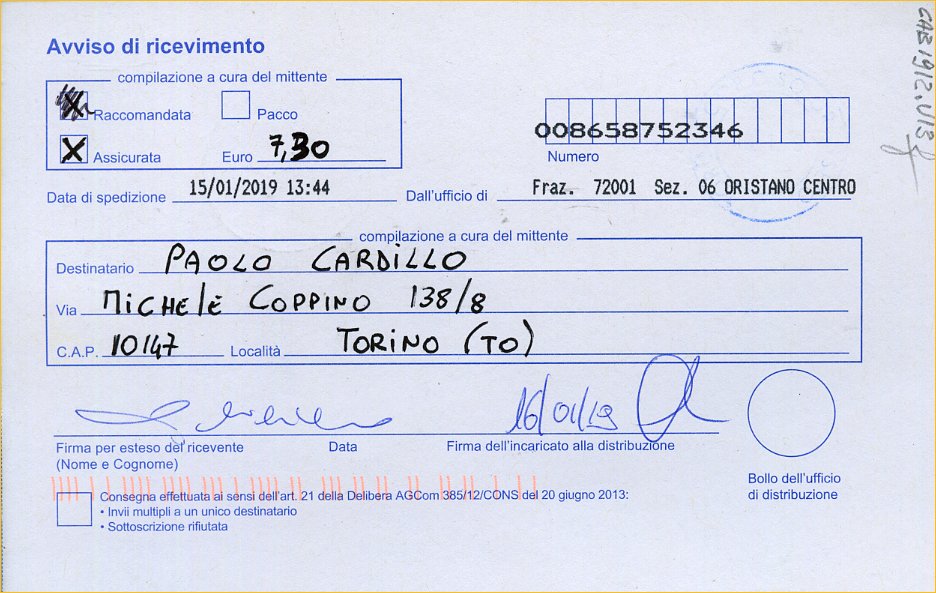 Avviso di ricevimento
compilazione a cura del mittente
X Raccomandata Pacco
X Assicurata Euro 7,30
008658752346
Numero
Data di spedizione 15/01/2019 13:44 Dall'ufficio di Fraz. 72001 Sez. 06 ORISTANO CENTRO
compilazione a cura del mittente
Destinatario PAOLO CARDILLO
Via MICHELE COPPINO 138/8
C.A.P. 10147 Località TORINO (TO)
16/01/19
Firma per esteso del ricevente Data Firma dell'incaricato alla distribuzione
(Nome e Cognome)
Bollo dell'ufficio
di distribuzione
Consegna effettuata ai sensi dell'art. 21 della Delibera AGCom 385/12/CONS del 20 giugno 2013:
• Invii multipli a un unico destinatario
• Sottoscrizione rifiutata